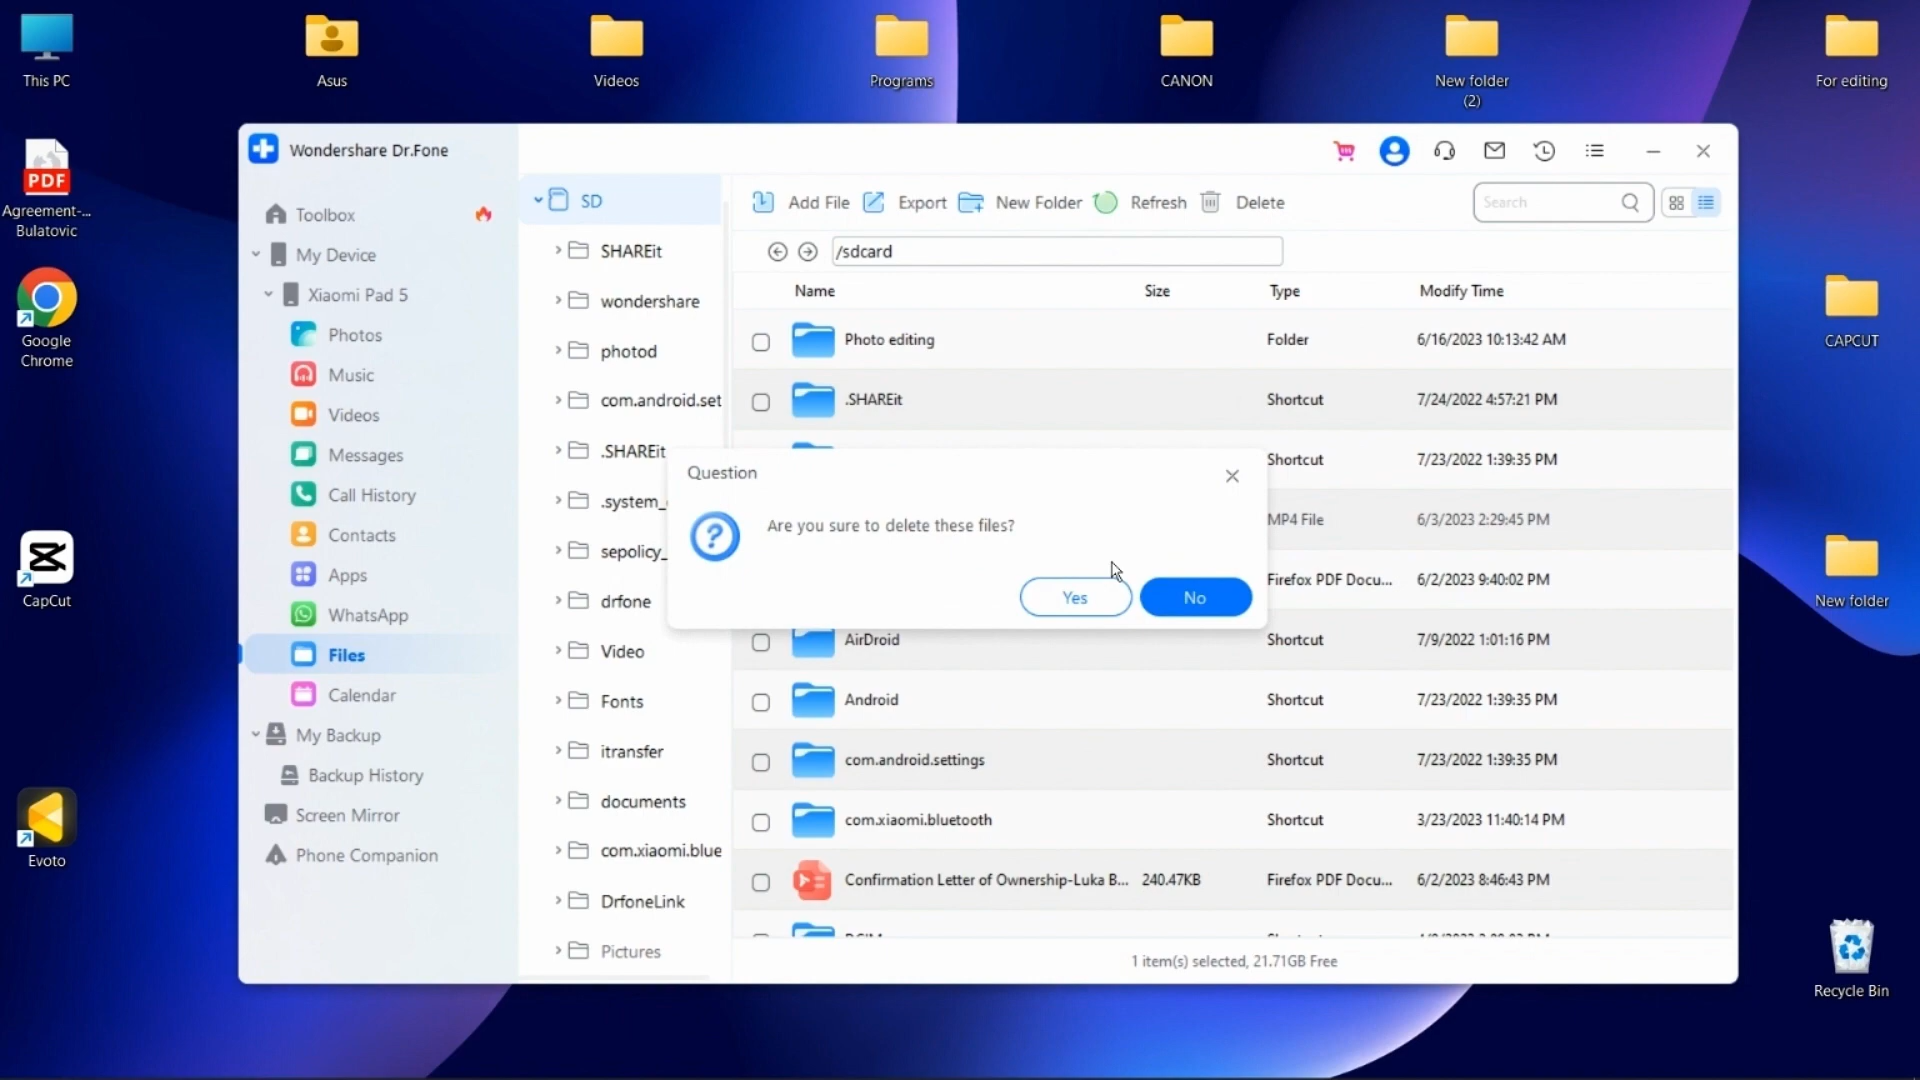 This PC
Asus
Videos
Programs
CANON
New folder
(2)
For editing
PDF
Agreement-...
Bulatovic
Google
Chrome
CapCut
Evoto
CAPCUT
New folder
Recycle Bin
Wondershare Dr.Fone
Toolbox
My Device
Xiaomi Pad 5
Photos
Music
Videos
Messages
Call History
Contacts
Apps
WhatsApp
Files
Calendar
My Backup
Backup History
Screen Mirror
Phone Companion
SD
SHAREit
wondershare
photod
com.android.set
.SHAREit
.system_
sepolicy_
drfone
Video
Fonts
itransfer
documents
com.xiaomi.blue
DrfoneLink
Pictures
Add File Export New Folder Refresh Delete Search
/sdcard
Name Size Type Modify Time
Photo editing Folder 6/16/2023 10:13:42 AM
.SHAREit Shortcut 7/24/2022 4:57:21 PM
Shortcut 7/23/2022 1:39:35 PM
MP4 File 6/3/2023 2:29:45 PM
Firefox PDF Docu... 6/2/2023 9:40:02 PM
AirDroid Shortcut 7/9/2022 1:01:16 PM
Android Shortcut 7/23/2022 1:39:35 PM
com.android.settings Shortcut 7/23/2022 1:39:35 PM
com.xiaomi.bluetooth Shortcut 3/23/2023 11:40:14 PM
Confirmation Letter of Ownership-Luka B... 240.47KB Firefox PDF Docu... 6/2/2023 8:46:43 PM
1 item(s) selected, 21.71GB Free
Question
Are you sure to delete these files?
Yes No